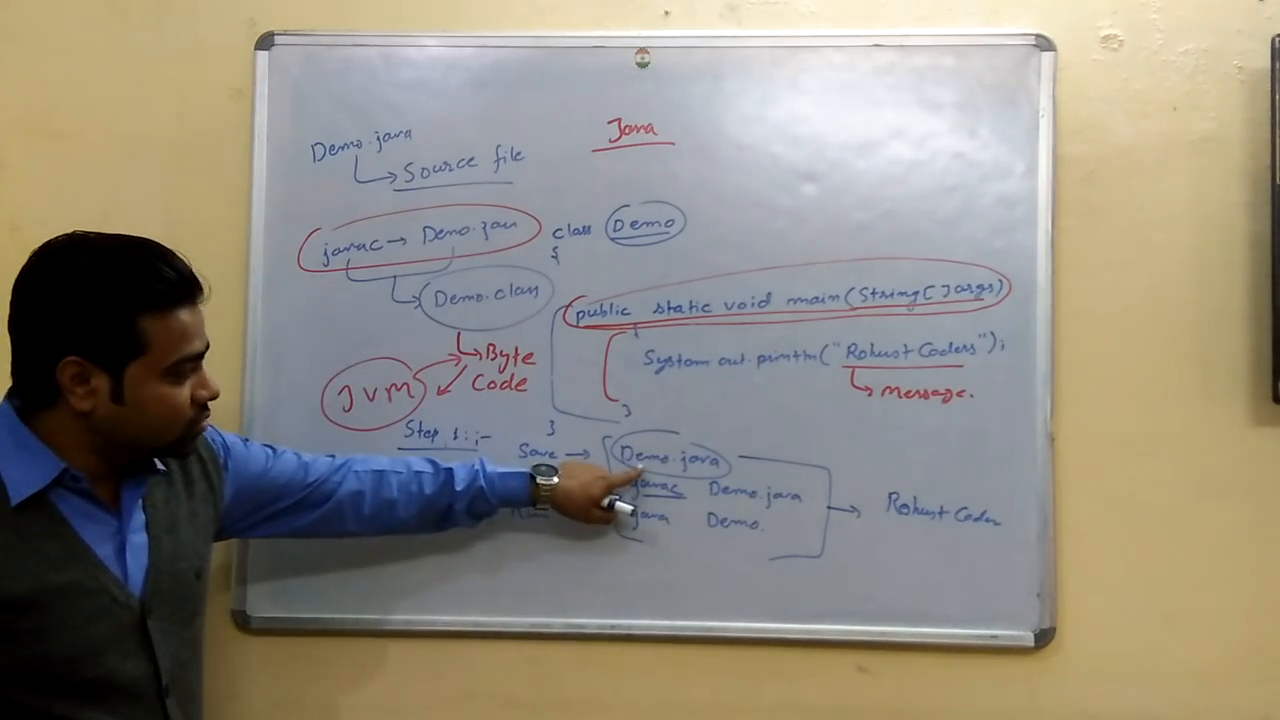 Java
Demo.java
Source file
javac → Demo.java
Demo.class
Byte
Code
JVM
class Demo
{
public static void main(String[]args)
{
System.out.println("Robust Coders");
message.
}
}
Step 1:-
Save → Demo.java
javac Demo.java
Run java Demo.
Robust Coder